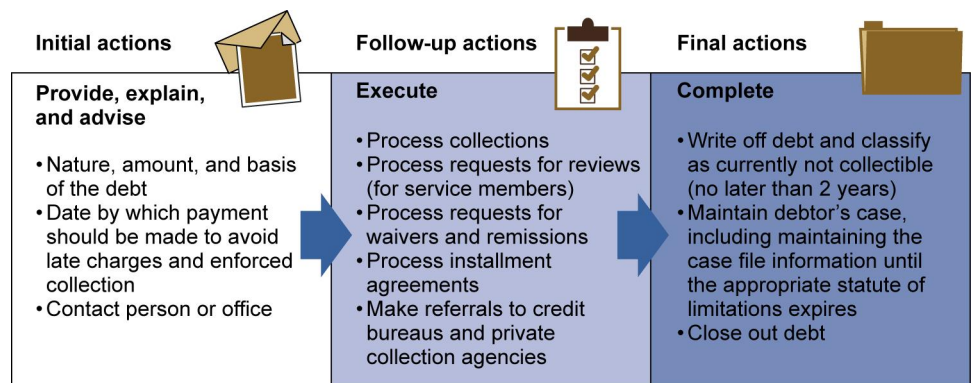 Initial actions
Provide, explain,
and advise
• Nature, amount, and basis
of the debt
• Date by which payment
should be made to avoid
late charges and enforced
collection
• Contact person or office
Follow-up actions
Execute
• Process collections
• Process requests for reviews
(for service members)
• Process requests for
waivers and remissions
• Process installment
agreements
• Make referrals to credit
bureaus and private
collection agencies
Final actions
Complete
• Write off debt and classify
as currently not collectible
(no later than 2 years)
• Maintain debtor’s case,
including maintaining the
case file information until
the appropriate statute of
limitations expires
• Close out debt